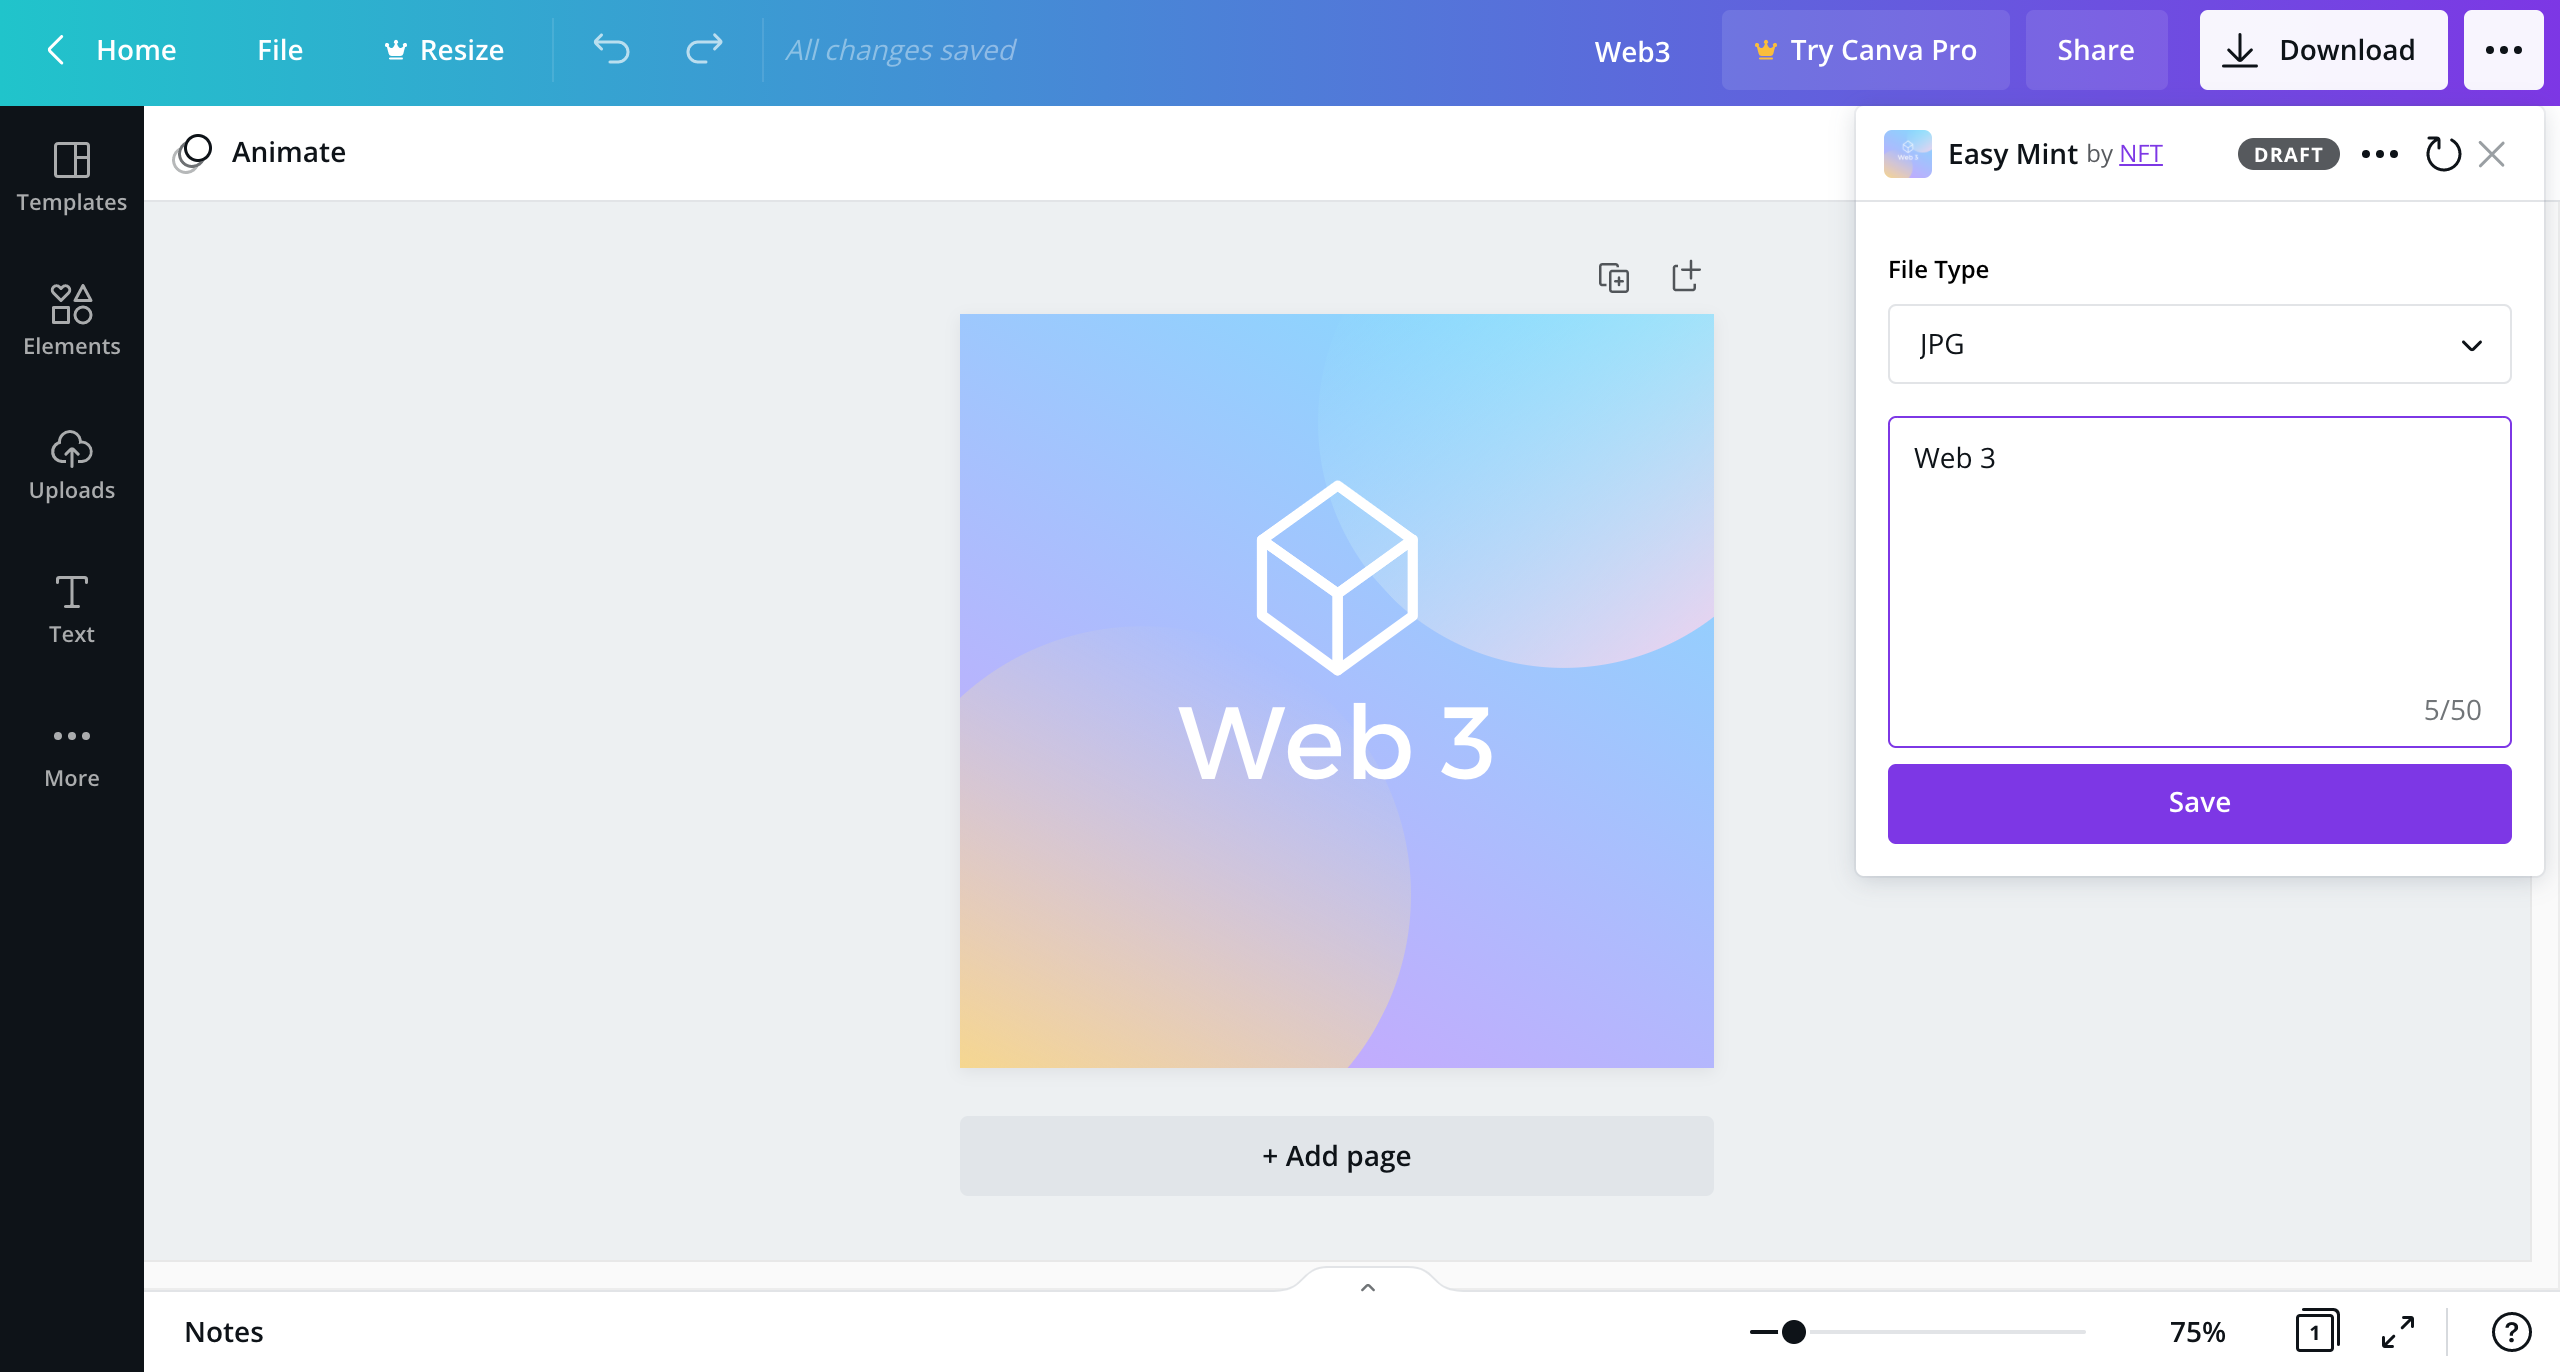 Home
File
Resize
All changes saved
Web3
Try Canva Pro
Share
Download
Templates
Elements
Uploads
Text
More
Animate
Easy Mint by NFT
DRAFT
File Type
JPG
Web 3
5/50
Save
Web 3
+ Add page
Notes
75%
1
?